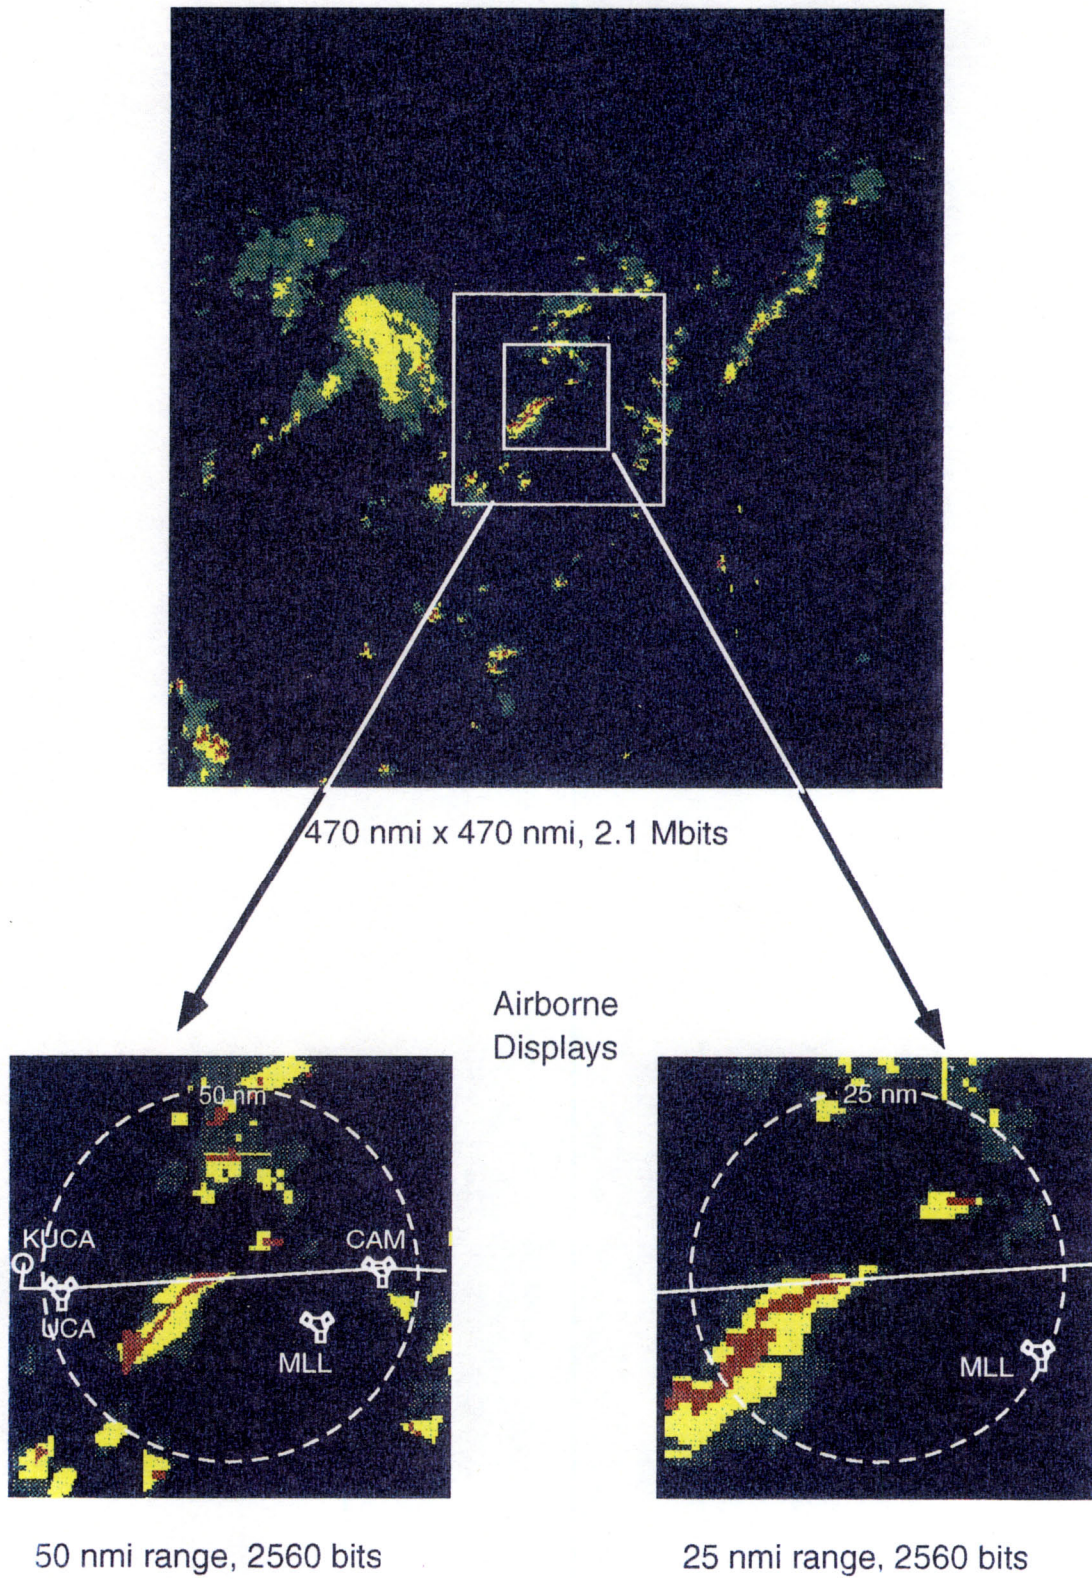 470 nmi x 470 nmi, 2.1 Mbits
Airborne
Displays
50 nm
KUCA
CAM
UCA
MLL
25 nm
MLL
50 nmi range, 2560 bits
25 nmi range, 2560 bits